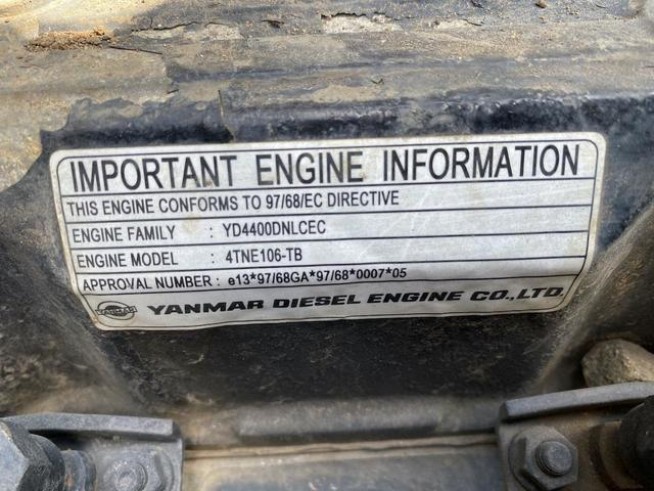 IMPORTANT ENGINE INFORMATION
THIS ENGINE CONFORMS TO 97/68/EC DIRECTIVE
ENGINE FAMILY : YD4400DNLCEC
ENGINE MODEL : 4TNE106-TB
APPROVAL NUMBER : e13*97/68GA*97/68*0007*05
YANMAR DIESEL ENGINE CO.,LTD.